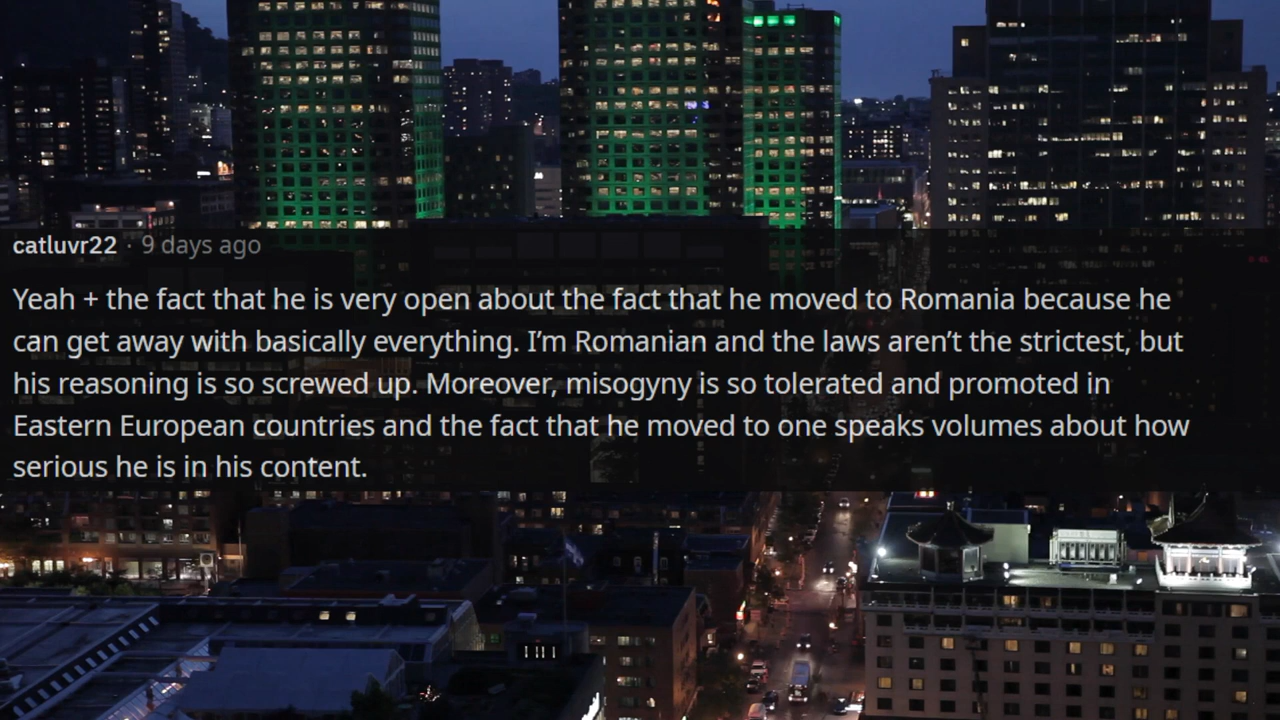 catluvr22 · 9 days ago
Yeah + the fact that he is very open about the fact that he moved to Romania because he
can get away with basically everything. I’m Romanian and the laws aren’t the strictest, but
his reasoning is so screwed up. Moreover, misogyny is so tolerated and promoted in
Eastern European countries and the fact that he moved to one speaks volumes about how
serious he is in his content.